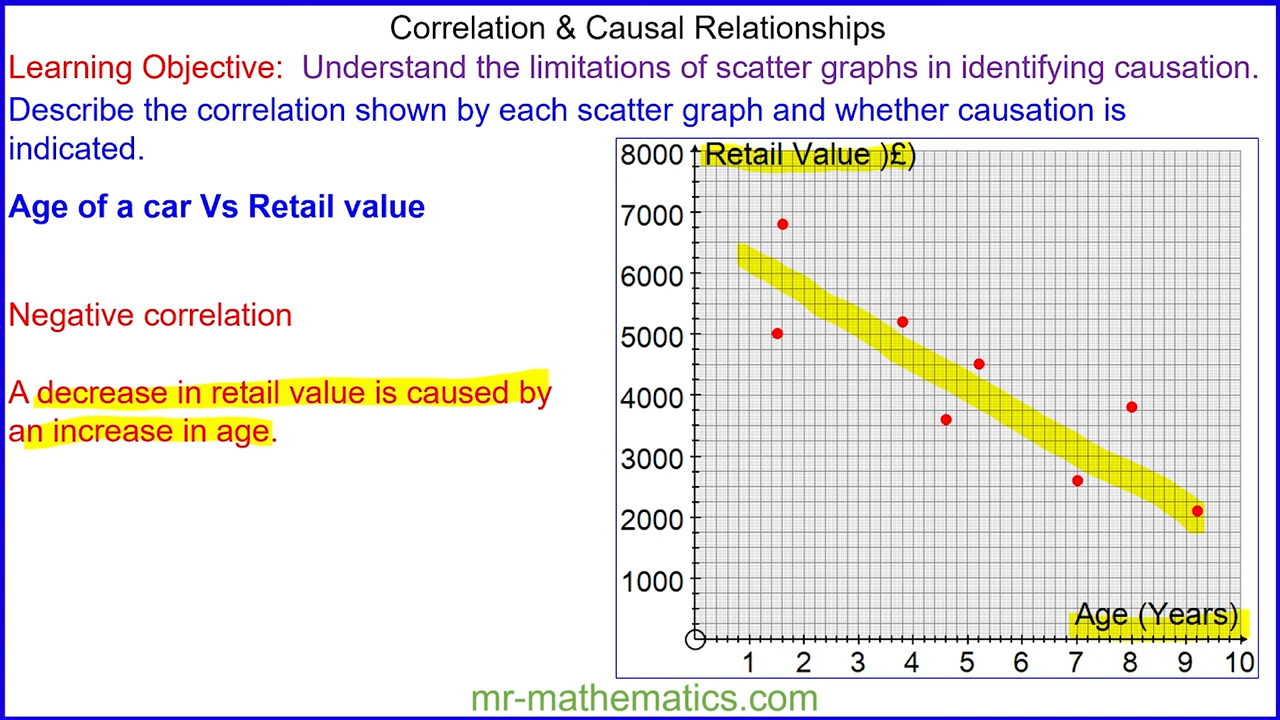 Correlation & Causal Relationships
Learning Objective: Understand the limitations of scatter graphs in identifying causation.
Describe the correlation shown by each scatter graph and whether causation is
indicated.
Age of a car Vs Retail value
Negative correlation
A decrease in retail value is caused by
an increase in age.
Retail Value )£)
8000
7000
6000
5000
4000
3000
2000
1000
Age (Years)
1 2 3 4 5 6 7 8 9 10
mr-mathematics.com